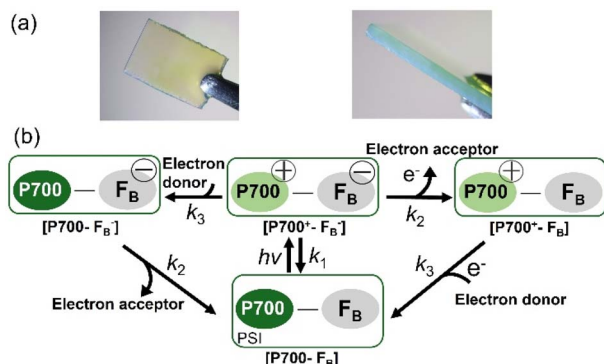 (a)
(b)
Electron acceptor
P700 — F_B −
Electron donor
P700 + — F_B −
e⁻
P700 + — F_B
[P700- F_B⁻]
k₃
[P700⁺- F_B⁻]
k₂
[P700⁺- F_B]
k₂
hν
k₁
k₃
e⁻
Electron acceptor
P700 — F_B
Electron donor
PSI
[P700- F_B]